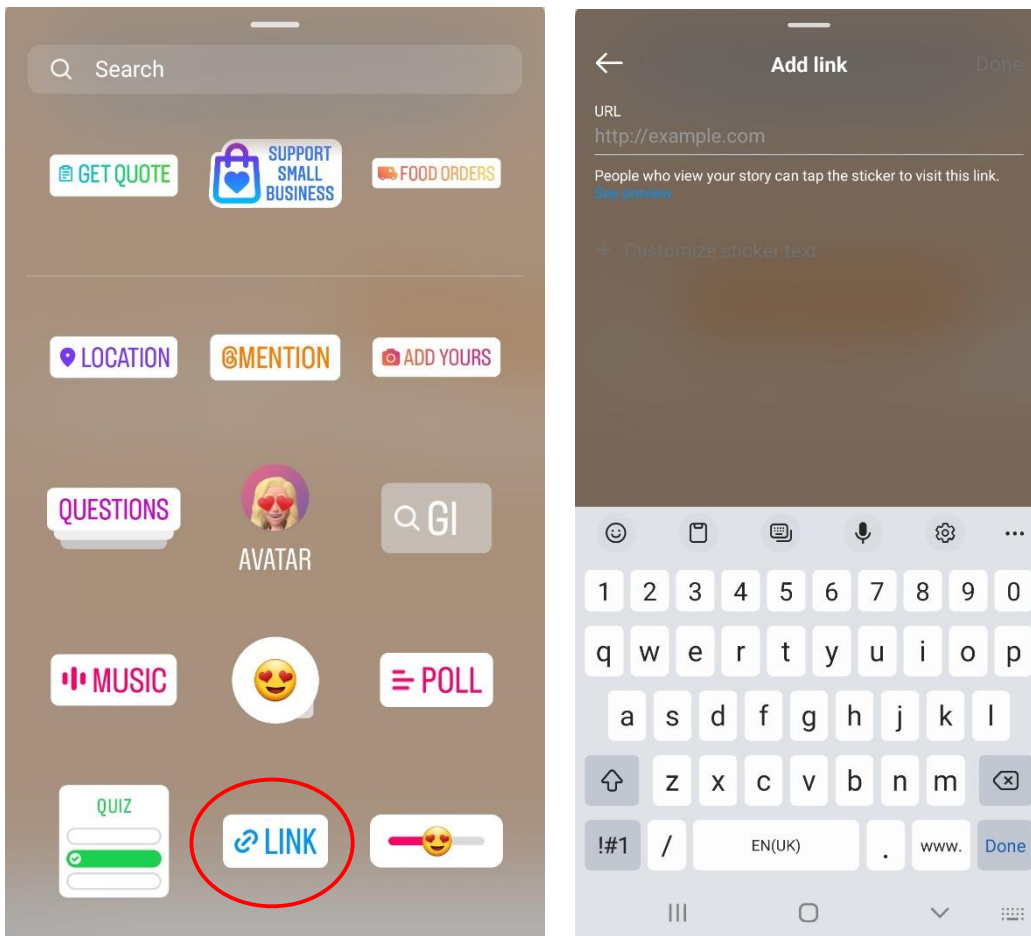 Search
GET QUOTE
SUPPORT
SMALL
BUSINESS
FOOD ORDERS
LOCATION
@MENTION
ADD YOURS
QUESTIONS
AVATAR
GI
MUSIC
POLL
QUIZ
LINK
Add link
Done
URL
http://example.com
People who view your story can tap the sticker to visit this link.
See preview
+ Customize sticker text
1 2 3 4 5 6 7 8 9 0
q w e r t y u i o p
a s d f g h j k l
z x c v b n m
!#1 / EN(UK) . www. Done